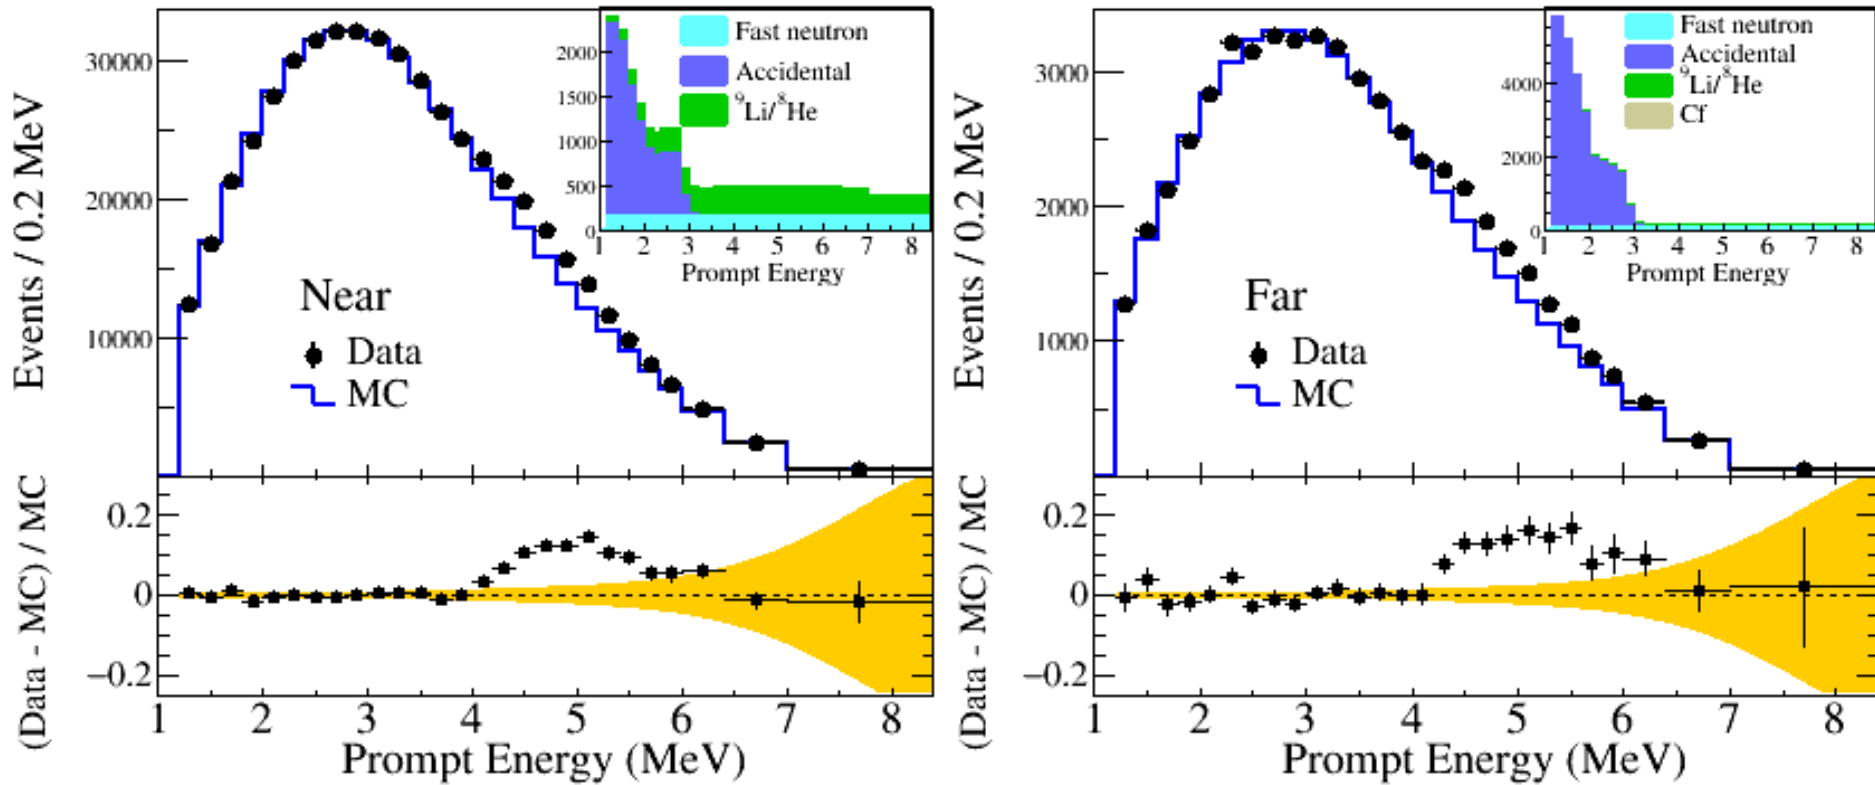 Events / 0.2 MeV
30000
20000
10000
Near
Data
MC
2500
2000
1500
1000
500
0
Fast neutron
Accidental
⁹Li/⁸He
1 2 3 4 5 6 7 8
Prompt Energy
(Data - MC) / MC
0.2
0
−0.2
1 2 3 4 5 6 7 8
Prompt Energy (MeV)
Events / 0.2 MeV
3000
2000
1000
Far
Data
MC
4000
2000
0
Fast neutron
Accidental
⁹Li/⁸He
Cf
1 2 3 4 5 6 7 8
Prompt Energy
(Data - MC) / MC
0.2
0
−0.2
1 2 3 4 5 6 7 8
Prompt Energy (MeV)